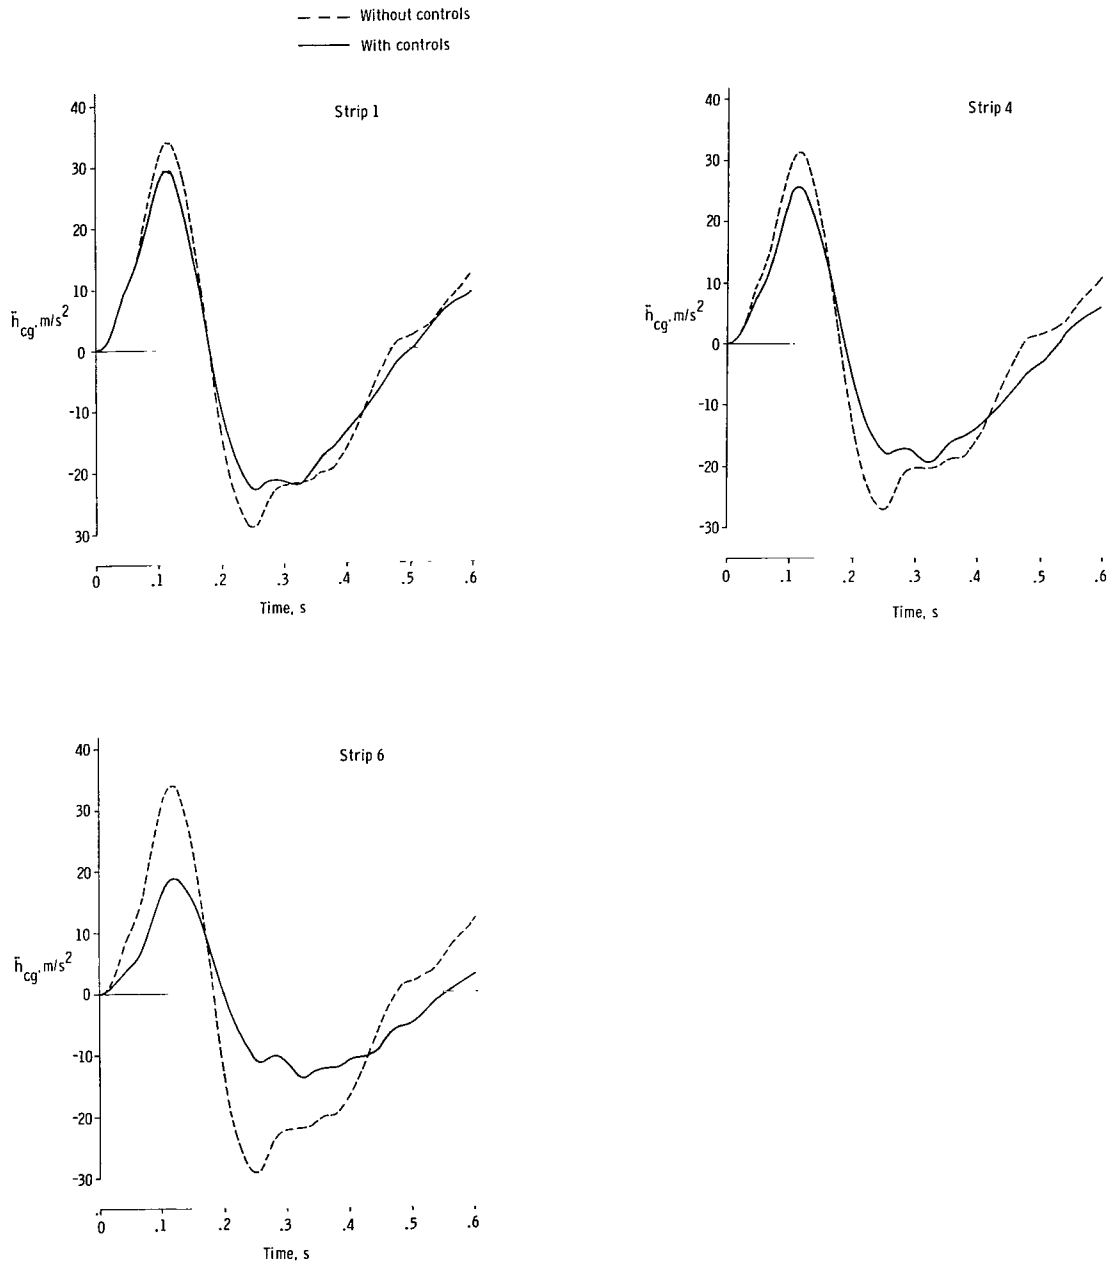 Without controls
With controls
Strip 1
40
30
20
10
0
-10
-20
30
ḧcg, m/s²
0 .1 .2 .3 .4 .5 .6
Time, s
Strip 4
40
30
20
10
0
-10
-20
-30
ḧcg, m/s²
0 .1 .2 .3 .4 .5 .6
Time, s
Strip 6
40
30
20
10
0
-10
-20
-30
ḧcg, m/s²
0 .1 .2 .3 .4 .5 .6
Time, s